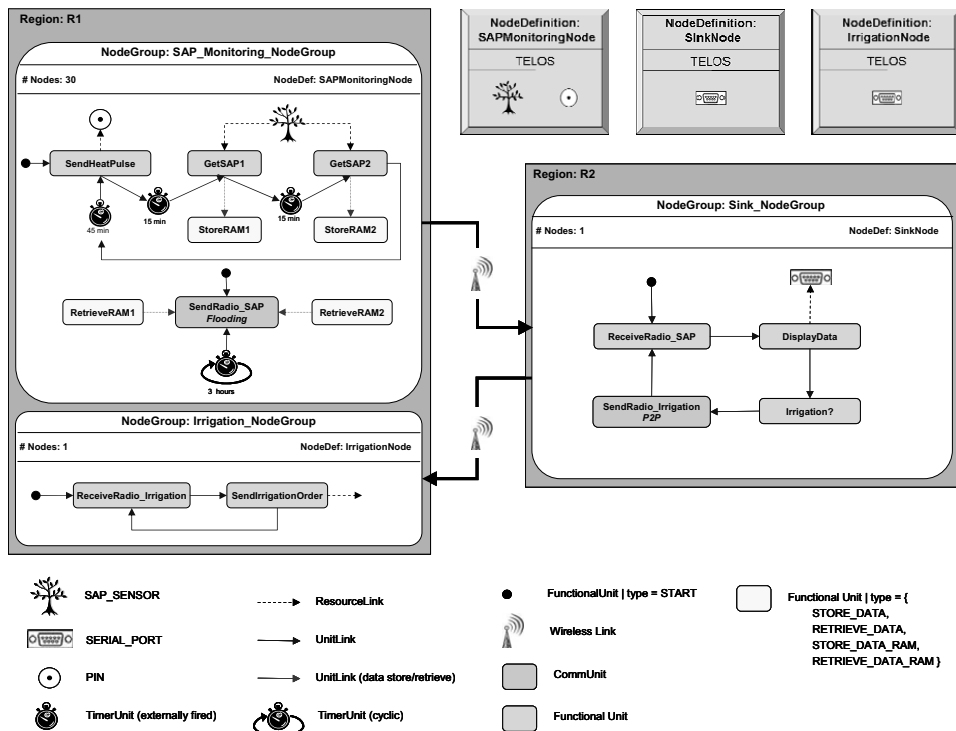 Region: R1
NodeGroup: SAP_Monitoring_NodeGroup
# Nodes: 30
NodeDef: SAPMonitoringNode
SendHeatPulse
GetSAP1
GetSAP2
45 min
15 min
15 min
StoreRAM1
StoreRAM2
RetrieveRAM1
SendRadio_SAP
Flooding
RetrieveRAM2
3 hours
NodeGroup: Irrigation_NodeGroup
# Nodes: 1
NodeDef: IrrigationNode
ReceiveRadio_Irrigation
SendIrrigationOrder
NodeDefinition:
SAPMonitoringNode
TELOS
NodeDefinition:
SinkNode
TELOS
NodeDefinition:
IrrigationNode
TELOS
Region: R2
NodeGroup: Sink_NodeGroup
# Nodes: 1
NodeDef: SinkNode
ReceiveRadio_SAP
DisplayData
SendRadio_Irrigation
P2P
Irrigation?
SAP_SENSOR
SERIAL_PORT
PIN
TimerUnit (externally fired)
ResourceLink
UnitLink
UnitLink (data store/retrieve)
TimerUnit (cyclic)
FunctionalUnit | type = START
Wireless Link
CommUnit
Functional Unit
Functional Unit | type = {
STORE_DATA,
RETRIEVE_DATA,
STORE_DATA_RAM,
RETRIEVE_DATA_RAM }